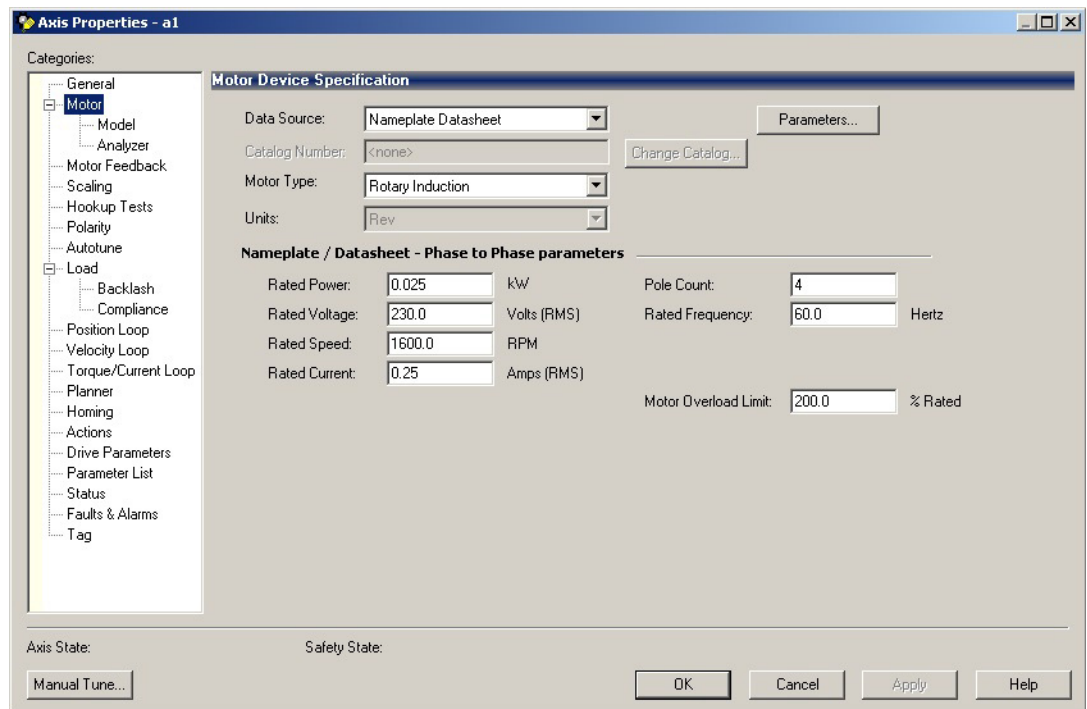 Axis Properties - a1
Categories:
General
Motor
Model
Analyzer
Motor Feedback
Scaling
Hookup Tests
Polarity
Autotune
Load
Backlash
Compliance
Position Loop
Velocity Loop
Torque/Current Loop
Planner
Homing
Actions
Drive Parameters
Parameter List
Status
Faults & Alarms
Tag
Motor Device Specification
Data Source: Nameplate Datasheet Parameters...
Catalog Number: <none> Change Catalog...
Motor Type: Rotary Induction
Units: Rev
Nameplate / Datasheet - Phase to Phase parameters
Rated Power: 0.025 kW Pole Count: 4
Rated Voltage: 230.0 Volts (RMS) Rated Frequency: 60.0 Hertz
Rated Speed: 1600.0 RPM
Rated Current: 0.25 Amps (RMS)
Motor Overload Limit: 200.0 % Rated
Axis State: Safety State:
Manual Tune... OK Cancel Apply Help